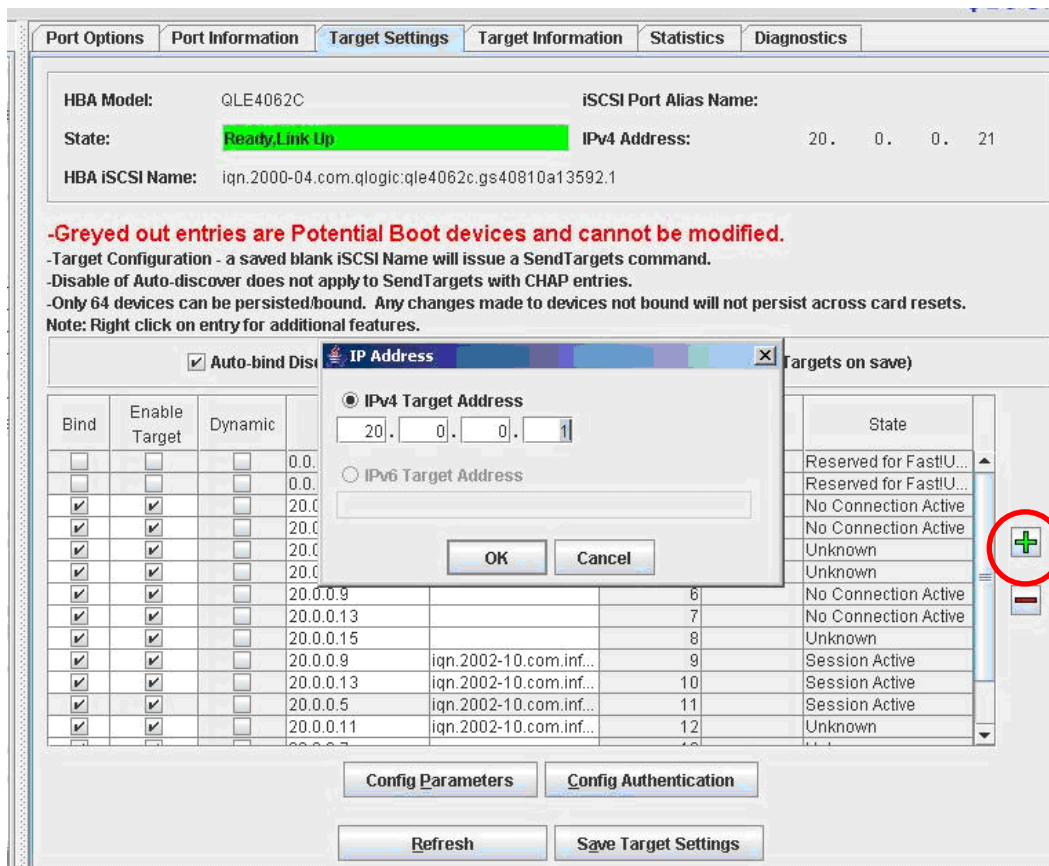 Port Options Port Information Target Settings Target Information Statistics Diagnostics
HBA Model: QLE4062C iSCSI Port Alias Name:
State: Ready,Link Up IPv4 Address: 20. 0. 0. 21
HBA iSCSI Name: iqn.2000-04.com.qlogic:qle4062c.gs40810a13592.1
-Greyed out entries are Potential Boot devices and cannot be modified.
-Target Configuration - a saved blank iSCSI Name will issue a SendTargets command.
-Disable of Auto-discover does not apply to SendTargets with CHAP entries.
-Only 64 devices can be persisted/bound. Any changes made to devices not bound will not persist across card resets.
Note: Right click on entry for additional features.
IP Address
Auto-bind Targets on save)
IPv4 Target Address
20. 0. 0. 1
IPv6 Target Address
OK Cancel
Bind Enable Target Dynamic State
0.0. Reserved for Fast!U...
0.0. Reserved for Fast!U...
No Connection Active
No Connection Active
Unknown
Unknown
20.0.0.9 6 No Connection Active
20.0.0.13 7 No Connection Active
20.0.0.15 8 Unknown
20.0.0.9 iqn.2002-10.com.inf... 9 Session Active
20.0.0.13 iqn.2002-10.com.inf... 10 Session Active
20.0.0.5 iqn.2002-10.com.inf... 11 Session Active
20.0.0.11 iqn.2002-10.com.inf... 12 Unknown
Config Parameters Config Authentication
Refresh Save Target Settings